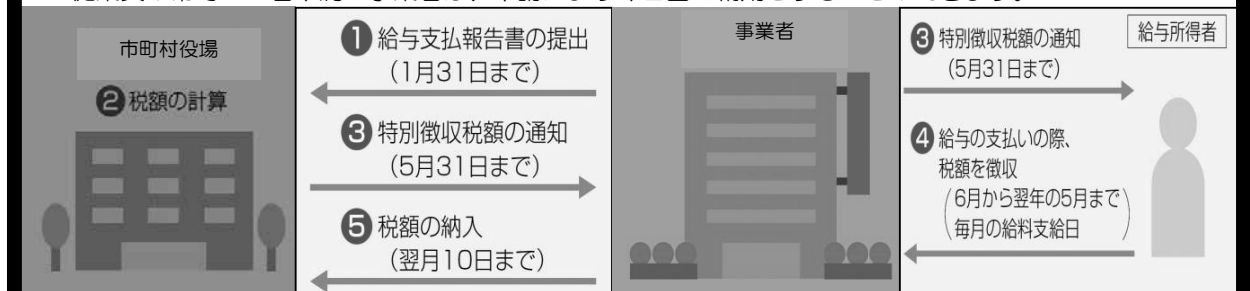 市町村役場
❷税額の計算
❶給与支払報告書の提出
(1月31日まで)
❸特別徴収税額の通知
(5月31日まで)
❺税額の納入
(翌月10日まで)
事業者
❸特別徴収税額の通知
(5月31日まで)
給与所得者
❹給与の支払いの際、
税額を徴収
(6月から翌年の5月まで
毎月の給料支給日)